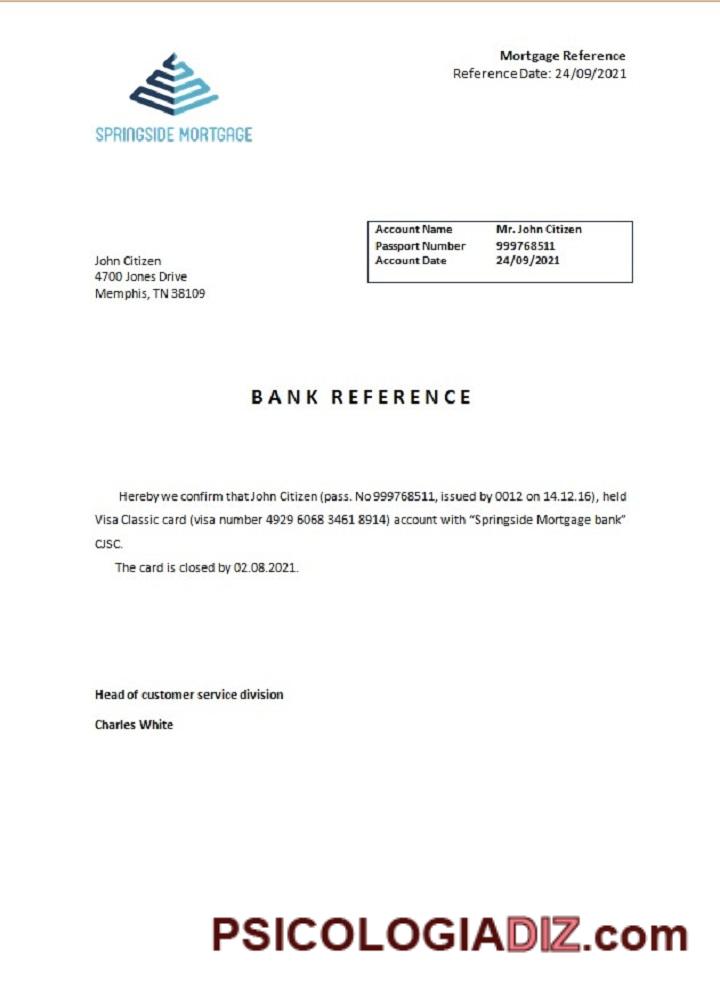 Mortgage Reference
Reference Date: 24/09/2021
SPRINGSIDE MORTGAGE
Account Name Mr. John Citizen
Passport Number 999768511
Account Date 24/09/2021
John Citizen
4700 Jones Drive
Memphis, TN 38109
BANK REFERENCE
Hereby we confirm that John Citizen (pass. No 999768511, issued by 0012 on 14.12.16), held
Visa Classic card (visa number 4929 6068 3461 8914) account with “Springside Mortgage bank”
CJSC.
The card is closed by 02.08.2021.
Head of customer service division
Charles White
PSICOLOGIADIZ.com